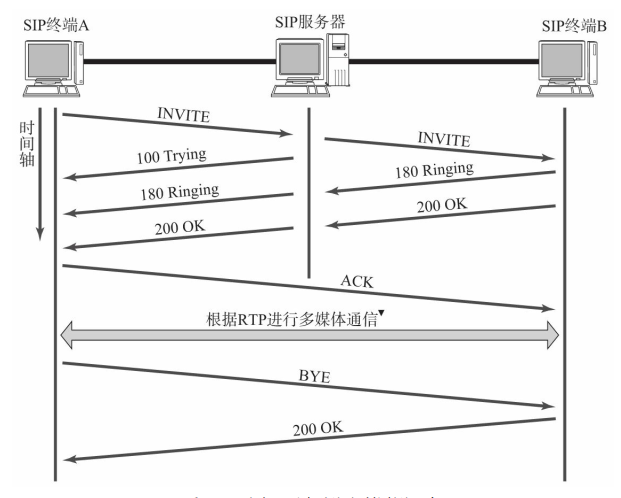 SIP终端A
SIP服务器
SIP终端B
时间轴
INVITE
INVITE
100 Trying
180 Ringing
180 Ringing
200 OK
200 OK
ACK
根据RTP进行多媒体通信▼
BYE
200 OK